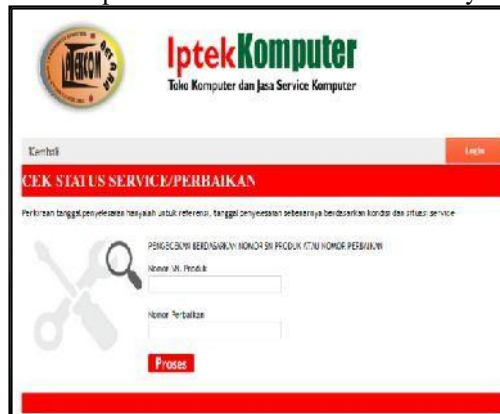 IptekKomputer
Toko Komputer dan Jasa Service Komputer
Kembali
Login
CEK STATUS SERVICE/PERBAIKAN
Perkiraan tanggal penyelesaian hanyalah untuk referensi, tanggal penyelesaian sebenarnya berdasarkan kondisi dan situasi service
PENGECEKAN BERDASARKAN NOMOR SN PRODUK ATAU NOMOR PERBAIKAN
Nomor SN. Produk
Nomor Perbaikan
Proses